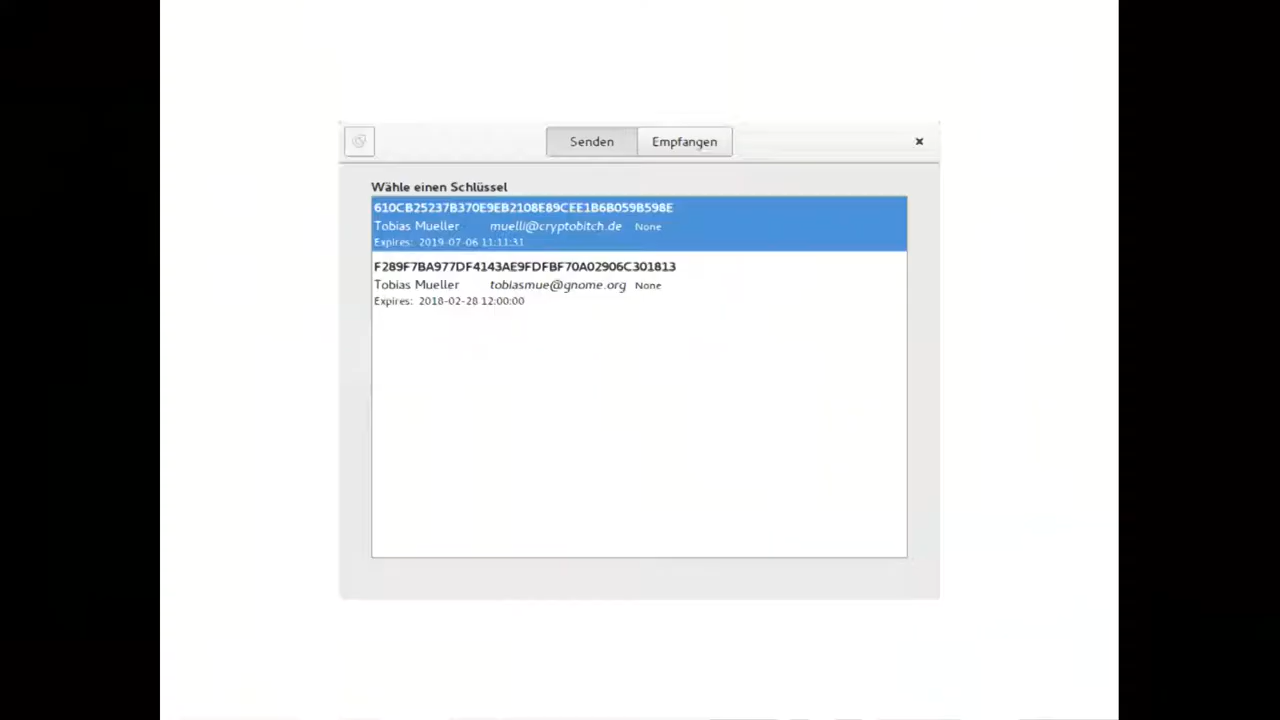 Senden Empfangen
Wähle einen Schlüssel
610CB25237B370E9EB2108E89CEE1B6B059B598E
Tobias Mueller muelli@cryptobitch.de None
Expires: 2019-07-06 11:11:31
F289F7BA977DF4143AE9FDFBF70A02906C301813
Tobias Mueller tobiasmue@gnome.org None
Expires: 2018-02-28 12:00:00